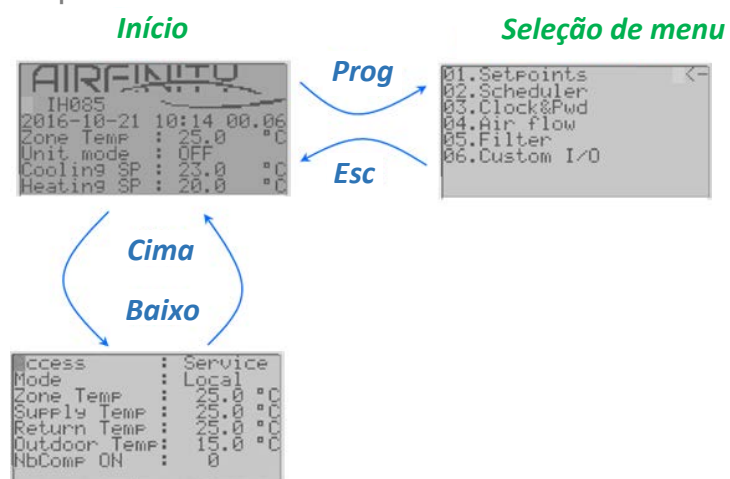 Início
Seleção de menu
AIRFINITY
IH085
2016-10-21 10:14 00.06
Zone Temp : 25.0 °C
Unit mode : OFF
Cooling SP : 23.0 °C
Heating SP : 20.0 °C
Prog
Esc
01.Setpoints <-
02.Scheduler
03.Clock&Pwd
04.Air flow
05.Filter
06.Custom I/O
Cima
Baixo
Access : Service
Mode : Local
Zone Temp : 25.0 °C
Supply Temp : 25.0 °C
Return Temp : 25.0 °C
Outdoor Temp: 15.0 °C
NbComp ON : 0